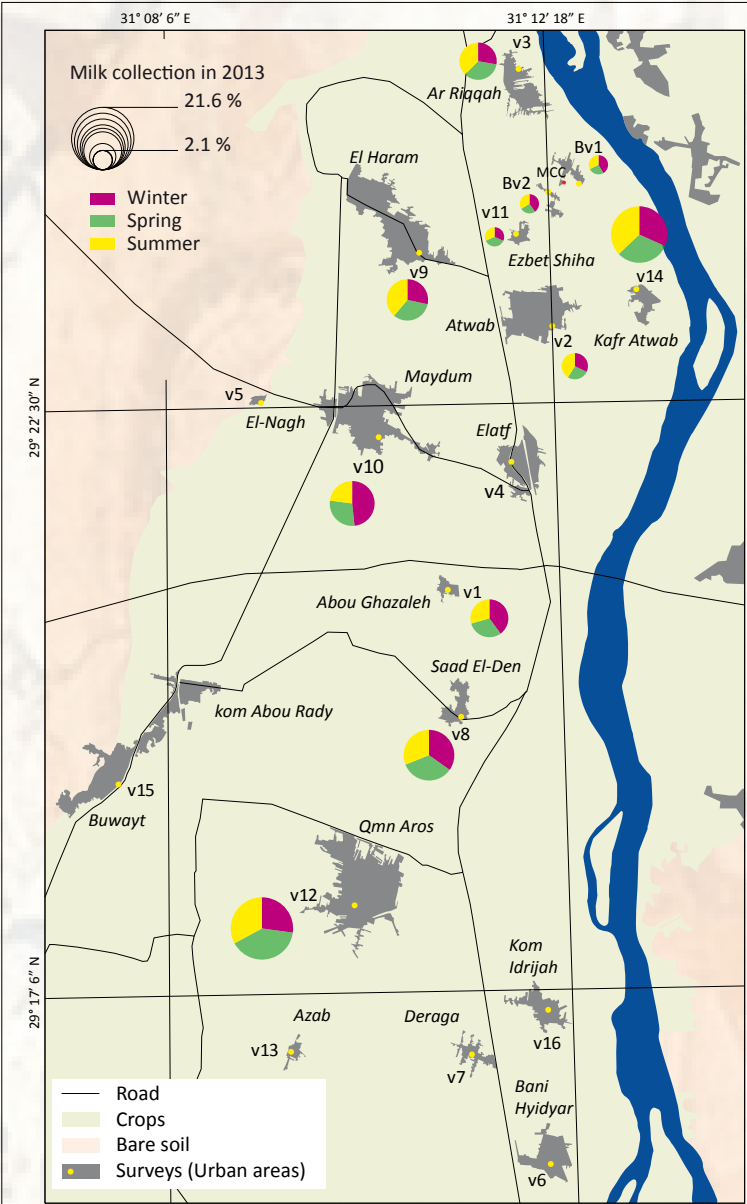 31° 08' 6" E
31° 12' 18" E
Milk collection in 2013
21.6 %
2.1 %
Winter
Spring
Summer
v3
Ar Riqqah
El Haram
Bv1
MCC
Bv2
v11
Ezbet Shiha
v9
v14
Atwab
v2
Kafr Atwab
Maydum
v5
El-Nagh
Elatf
v10
v4
29° 22' 30" N
Abou Ghazaleh
v1
Saad El-Den
kom Abou Rady
v8
v15
Buwayt
Qmn Aros
v12
Kom
Idrijah
29° 17' 6" N
Azab
Deraga
v16
v13
v7
Bani
Hyidyar
v6
Road
Crops
Bare soil
Surveys (Urban areas)